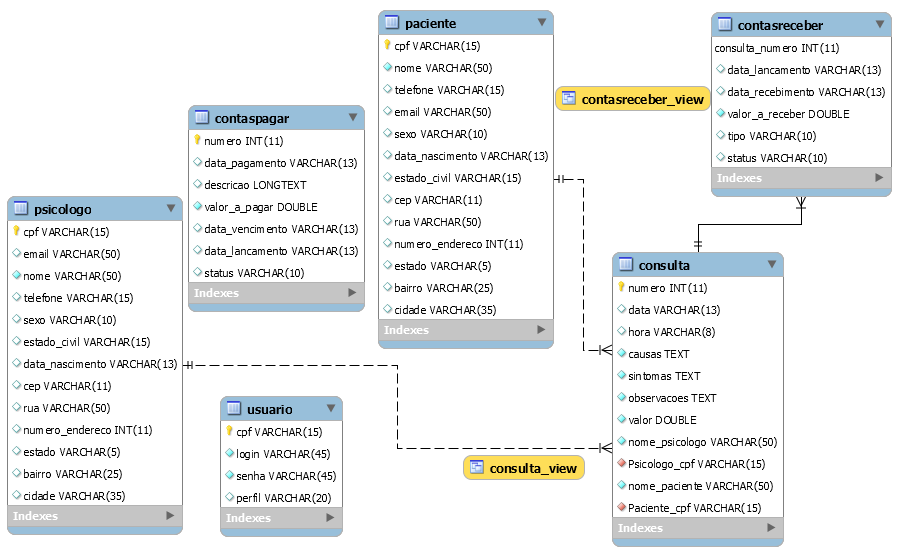 paciente
cpf VARCHAR(15)
nome VARCHAR(50)
telefone VARCHAR(15)
email VARCHAR(50)
sexo VARCHAR(10)
data_nascimento VARCHAR(13)
estado_civil VARCHAR(15)
cep VARCHAR(11)
rua VARCHAR(50)
numero_endereco INT(11)
estado VARCHAR(5)
bairro VARCHAR(25)
cidade VARCHAR(35)
Indexes
contasreceber
consulta_numero INT(11)
data_lancamento VARCHAR(13)
data_recebimento VARCHAR(13)
valor_a_receber DOUBLE
tipo VARCHAR(10)
status VARCHAR(10)
Indexes
contasreceber_view
contaspagar
numero INT(11)
data_pagamento VARCHAR(13)
descricao LONGTEXT
valor_a_pagar DOUBLE
data_vencimento VARCHAR(13)
data_lancamento VARCHAR(13)
status VARCHAR(10)
Indexes
psicologo
cpf VARCHAR(15)
email VARCHAR(50)
nome VARCHAR(50)
telefone VARCHAR(15)
sexo VARCHAR(10)
estado_civil VARCHAR(15)
data_nascimento VARCHAR(13)
cep VARCHAR(11)
rua VARCHAR(50)
numero_endereco INT(11)
estado VARCHAR(5)
bairro VARCHAR(25)
cidade VARCHAR(35)
Indexes
consulta
numero INT(11)
data VARCHAR(13)
hora VARCHAR(8)
causas TEXT
sintomas TEXT
observacoes TEXT
valor DOUBLE
nome_psicologo VARCHAR(50)
Psicologo_cpf VARCHAR(15)
nome_paciente VARCHAR(50)
Paciente_cpf VARCHAR(15)
Indexes
usuario
cpf VARCHAR(15)
login VARCHAR(45)
senha VARCHAR(45)
perfil VARCHAR(20)
Indexes
consulta_view